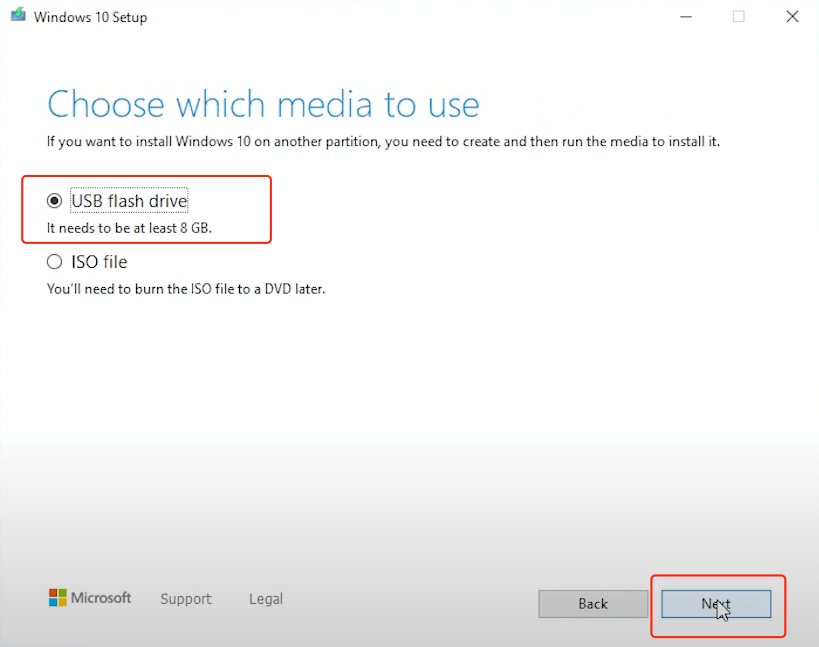 Windows 10 Setup
Choose which media to use
If you want to install Windows 10 on another partition, you need to create and then run the media to install it.
USB flash drive
It needs to be at least 8 GB.
ISO file
You'll need to burn the ISO file to a DVD later.
Microsoft Support Legal Back Next